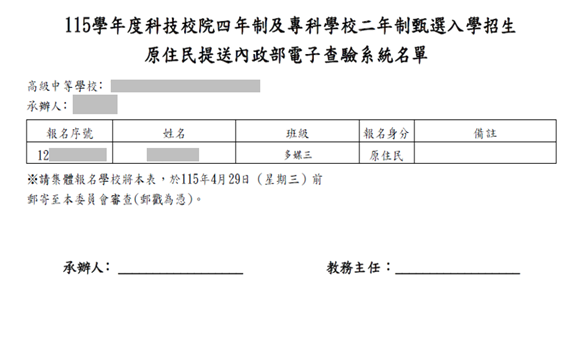 115學年度科技校院四年制及專科學校二年制甄選入學招生
原住民提送內政部電子查驗系統名單
高級中等學校:
承辦人:
報名序號 姓名 班級 報名身分 備註
12 多媒三 原住民
※請集體報名學校將本表，於115年4月29日（星期三）前
郵寄至本委員會審查(郵戳為憑)。
承辦人: ________________ 教務主任：________________